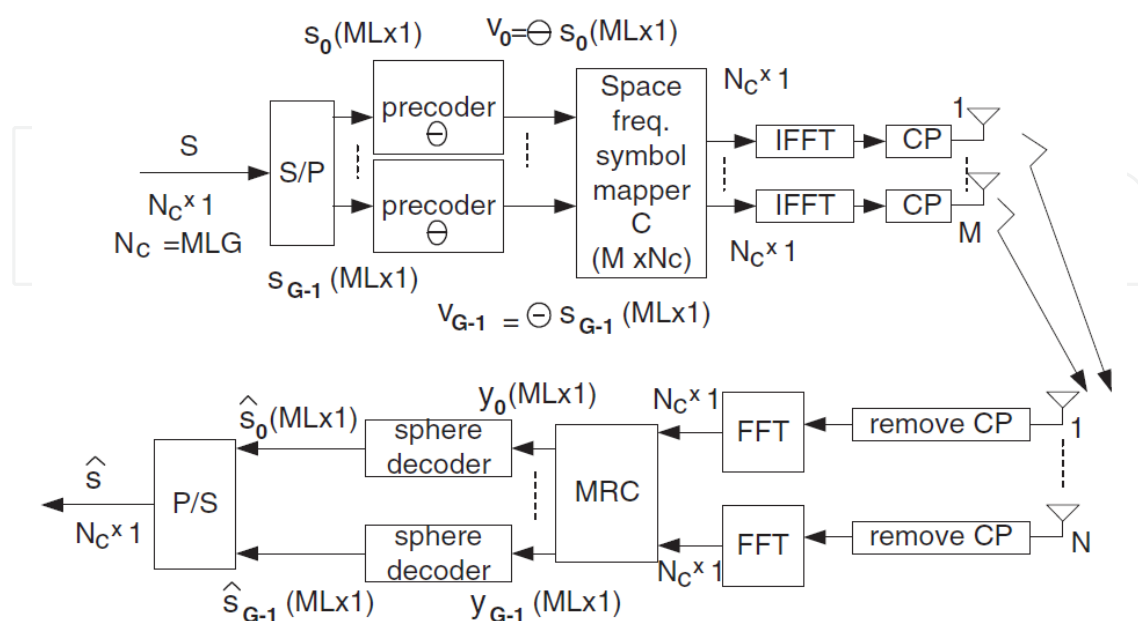 s0(MLx1)
V0=Θ s0(MLx1)
S
Nc x 1
Nc =MLG
S/P
precoder
Θ
precoder
Θ
sG-1 (MLx1)
VG-1 = Θ sG-1 (MLx1)
Space
freq.
symbol
mapper
C
(M xNc)
Nc x 1
IFFT
CP
1
IFFT
CP
M
Nc x 1
ŝ
Nc x 1
P/S
ŝ0(MLx1)
sphere
decoder
y0(MLx1)
sphere
decoder
ŝG-1 (MLx1)
yG-1 (MLx1)
MRC
Nc x 1
FFT
remove CP
1
Nc x 1
FFT
remove CP
N